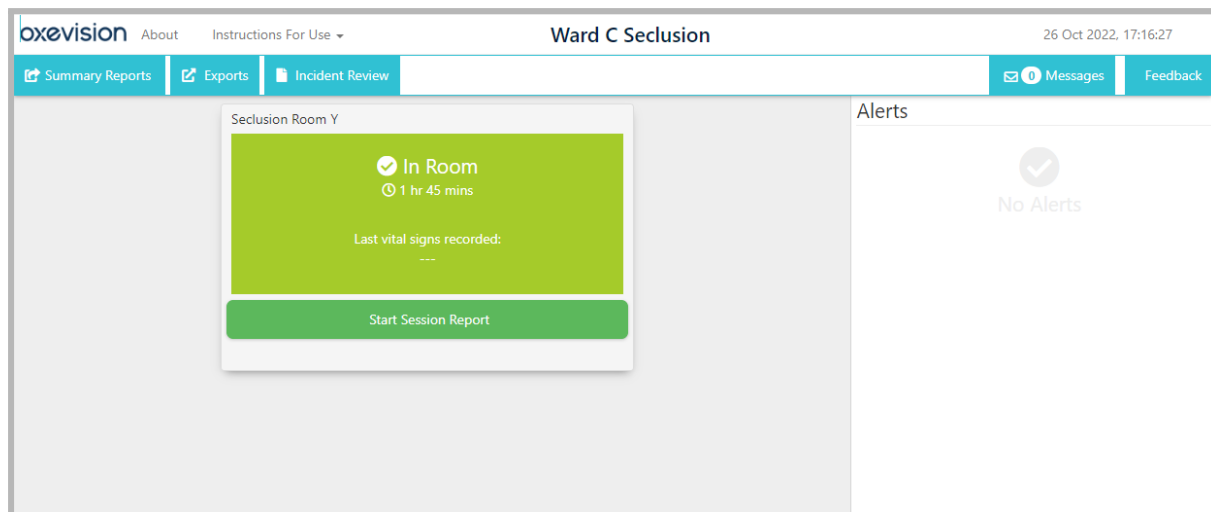 oxevision About Instructions For Use Ward C Seclusion 26 Oct 2022, 17:16:27
Summary Reports Exports Incident Review 0 Messages Feedback
Seclusion Room Y
In Room
1 hr 45 mins
Last vital signs recorded:
---
Start Session Report
Alerts
No Alerts